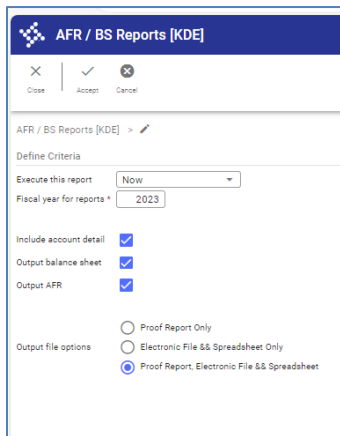 AFR / BS Reports [KDE]
Close Accept Cancel
AFR / BS Reports [KDE] >
Define Criteria
Execute this report Now
Fiscal year for reports * 2023
Include account detail
Output balance sheet
Output AFR
Proof Report Only
Output file options Electronic File && Spreadsheet Only
Proof Report, Electronic File && Spreadsheet